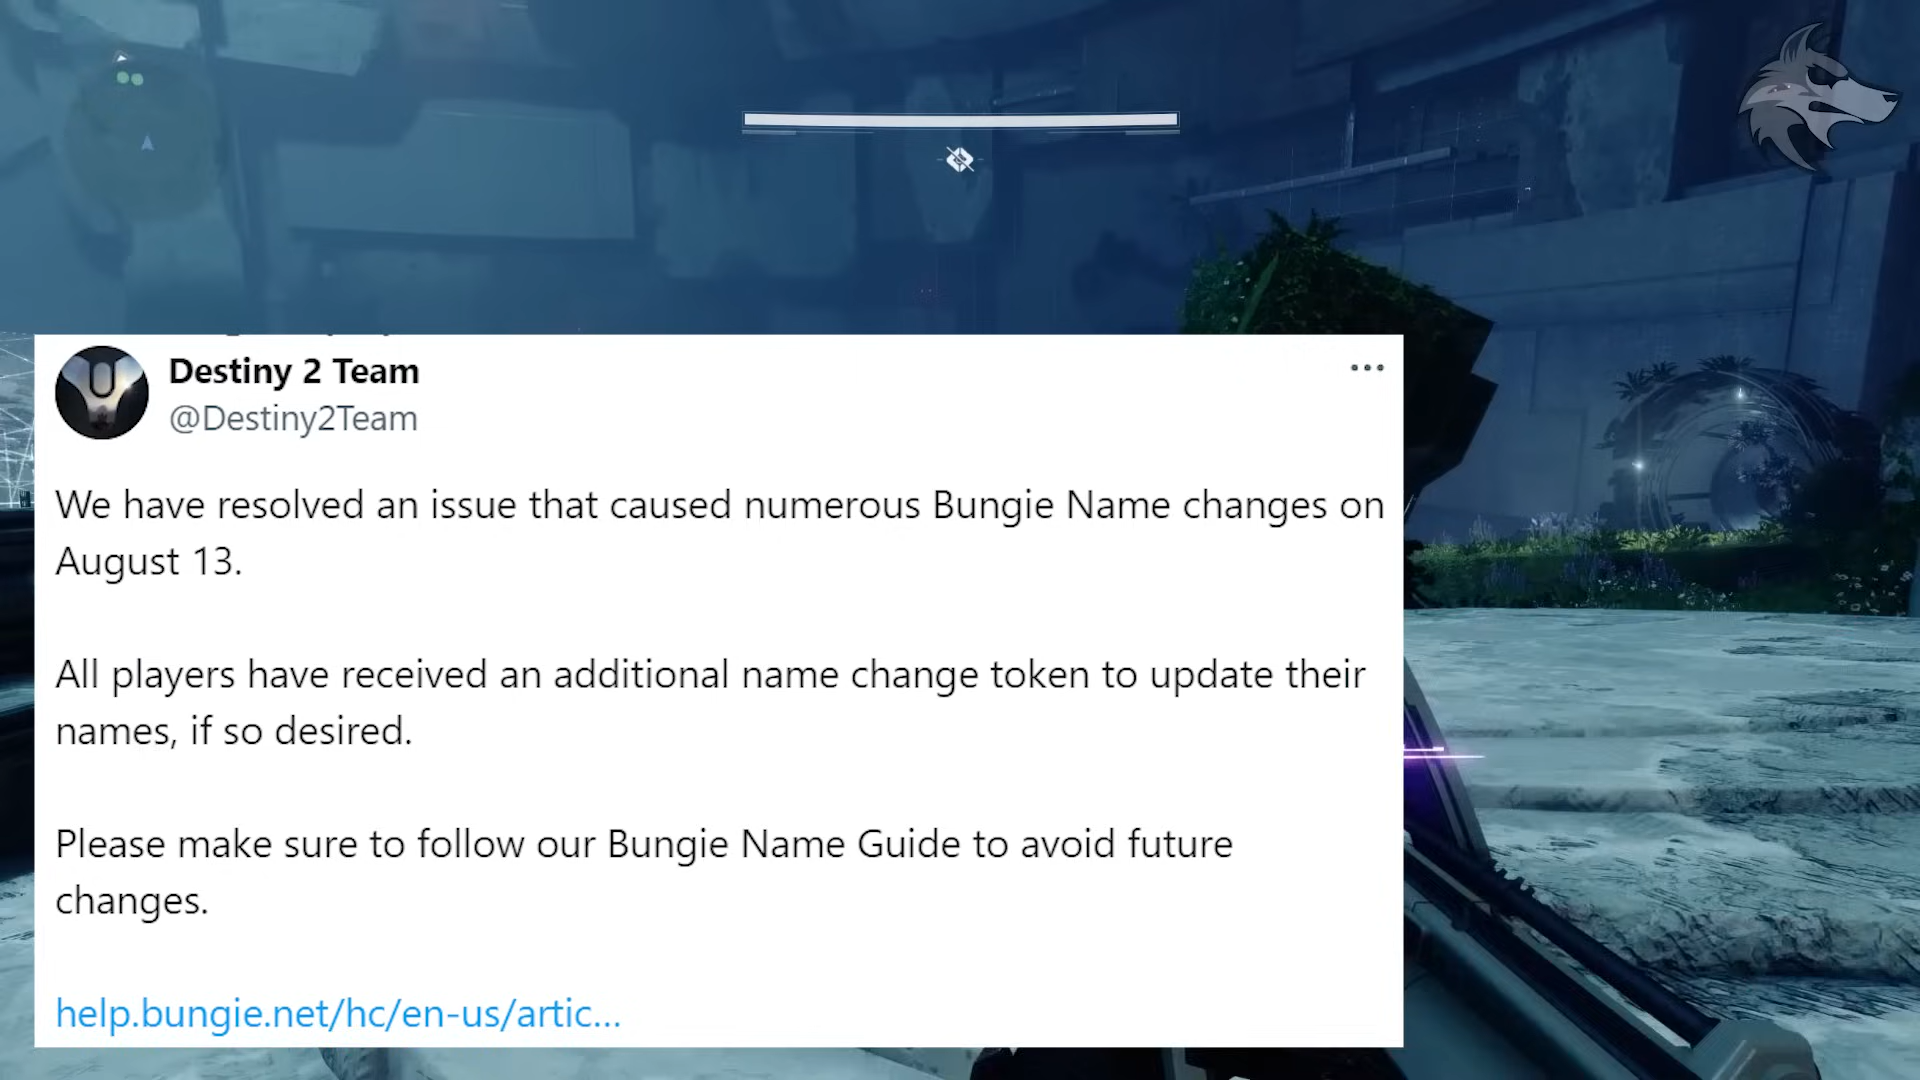 Destiny 2 Team
@Destiny2Team
We have resolved an issue that caused numerous Bungie Name changes on
August 13.
All players have received an additional name change token to update their
names, if so desired.
Please make sure to follow our Bungie Name Guide to avoid future
changes.
help.bungie.net/hc/en-us/artic...